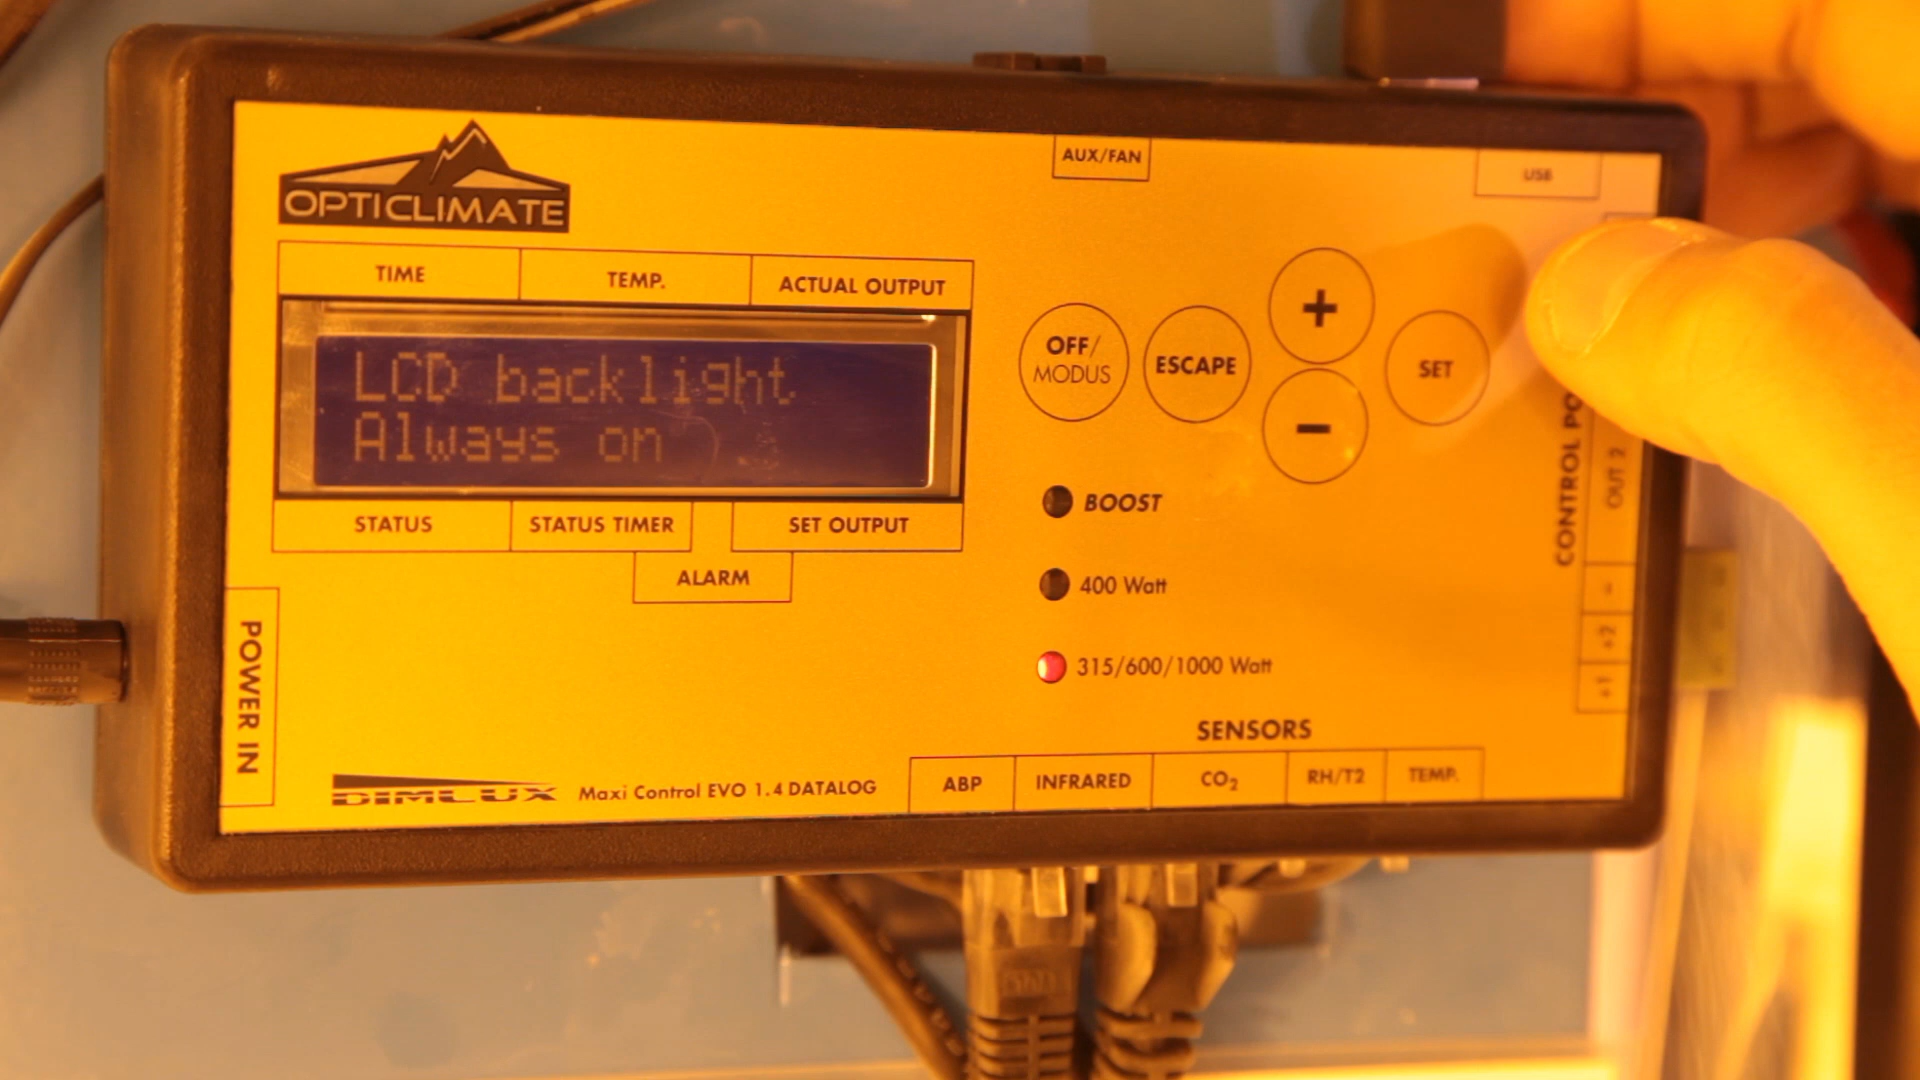 AUX/FAN
USB
OPTICLIMATE
TIME
TEMP.
ACTUAL OUTPUT
LCD backlight
Always on
OFF/
MODUS
ESCAPE
+
-
SET
STATUS
STATUS TIMER
SET OUTPUT
ALARM
BOOST
400 Watt
315/600/1000 Watt
POWER IN
CONTROL
OUT 2
+2
+1
SENSORS
ABP
INFRARED
CO₂
RH/T2
TEMP.
DIMLUX
Maxi Control EVO 1.4 DATALOG